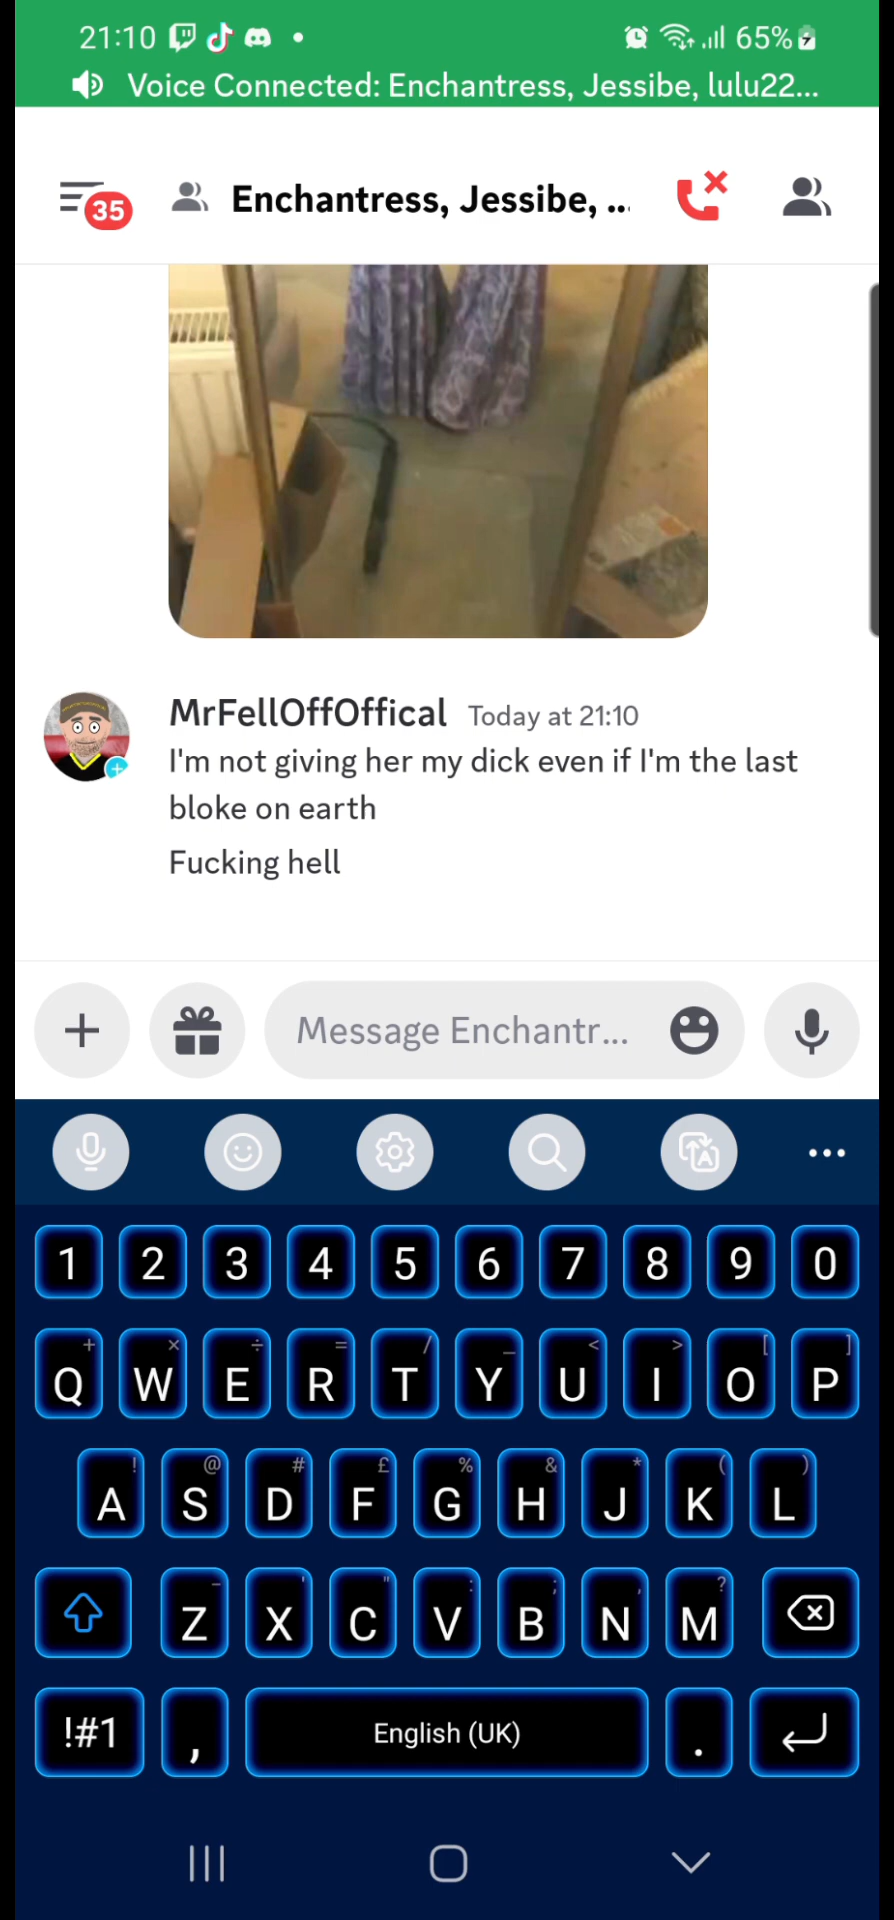 21:10 65%
Voice Connected: Enchantress, Jessibe, lulu22...
35 Enchantress, Jessibe, ...
MrFellOffOffical Today at 21:10
I'm not giving her my dick even if I'm the last
bloke on earth
Fucking hell
Message Enchantr...
A
1 2 3 4 5 6 7 8 9 0
+ × ÷ = / _ < > [ ]
Q W E R T Y U I O P
! @ # £ % & * ( )
A S D F G H J K L
- ' " : ; , ?
Z X C V B N M
!#1 , English (UK) .